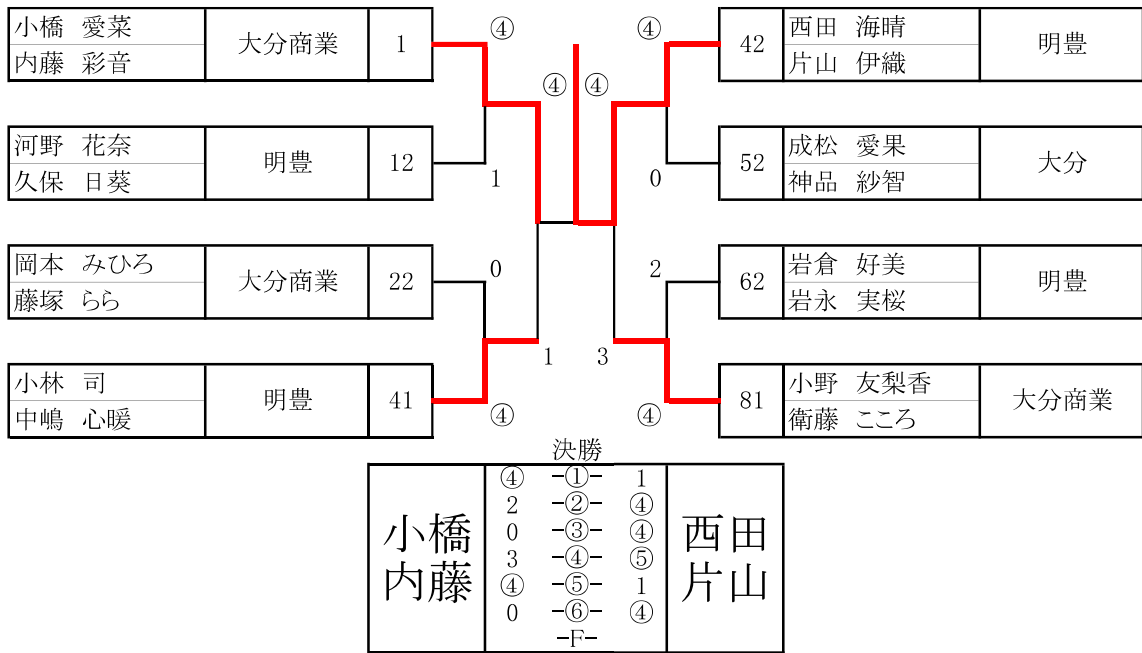 小橋 愛菜
内藤 彩音
大分商業
1
④
④
42
西田 海晴
片山 伊織
明豊
④
④
河野 花奈
久保 日葵
明豊
12
1
0
52
成松 愛果
神品 紗智
大分
岡本 みひろ
藤塚 らら
大分商業
22
0
2
62
岩倉 好美
岩永 実桜
明豊
1
3
小林 司
中嶋 心暖
明豊
41
④
④
81
小野 友梨香
衛藤 こころ
大分商業
決勝
小橋
内藤
④ -①- 1
2 -②- ④
0 -③- ④
3 -④- ⑤
④ -⑤- 1
0 -⑥- ④
-F-
西田
片山